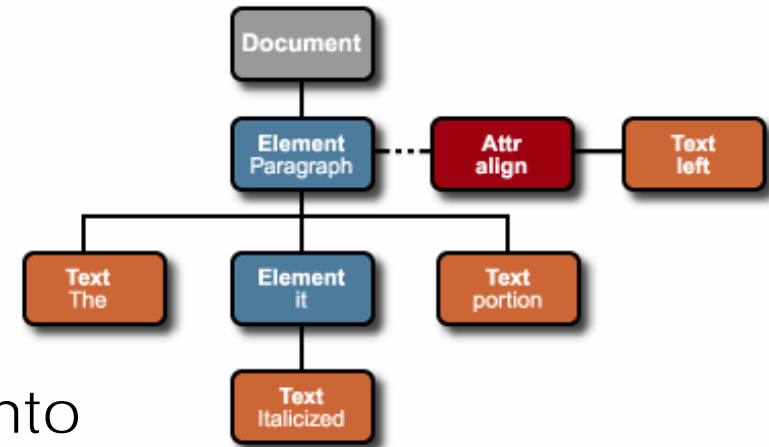 Document
Element
Paragraph
Attr
align
Text
left
Text
The
Element
it
Text
portion
Text
Italicized
nto